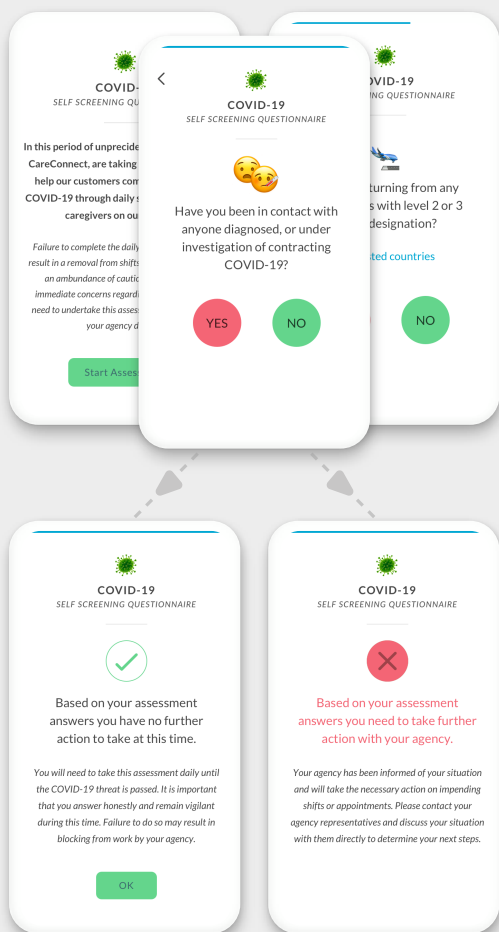 COVID-
SELF SCREENING QU
In this period of unprecide
CareConnect, are taking
help our customers com
COVID-19 through daily s
caregivers on ou
Failure to complete the daily
result in a removal from shifts
an ambundance of cautic
immediate concerns regardi
need to undertake this asses
your agency d
Start Asses
COVID-19
SELF SCREENING QUESTIONNAIRE
Have you been in contact with
anyone diagnosed, or under
investigation of contracting
COVID-19?
YES
NO
OVID-19
NG QUESTIONNAIRE
turning from any
s with level 2 or 3
designation?
ted countries
NO
COVID-19
SELF SCREENING QUESTIONNAIRE
Based on your assessment
answers you have no further
action to take at this time.
You will need to take this assessment daily until
the COVID-19 threat is passed. It is important
that you answer honestly and remain vigilant
during this time. Failure to do so may result in
blocking from work by your agency.
OK
COVID-19
SELF SCREENING QUESTIONNAIRE
Based on your assessment
answers you need to take further
action with your agency.
Your agency has been informed of your situation
and will take the necessary action on impending
shifts or appointments. Please contact your
agency representatives and discuss your situation
with them directly to determine your next steps.